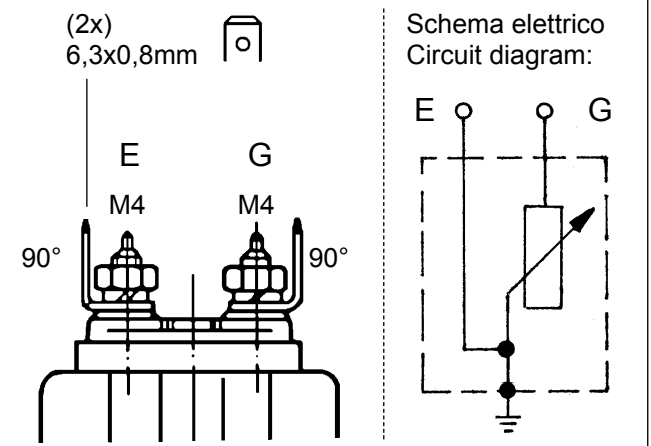 (2x)
6,3x0,8mm
E G
M4 M4
90° 90°
Schema elettrico
Circuit diagram:
E G